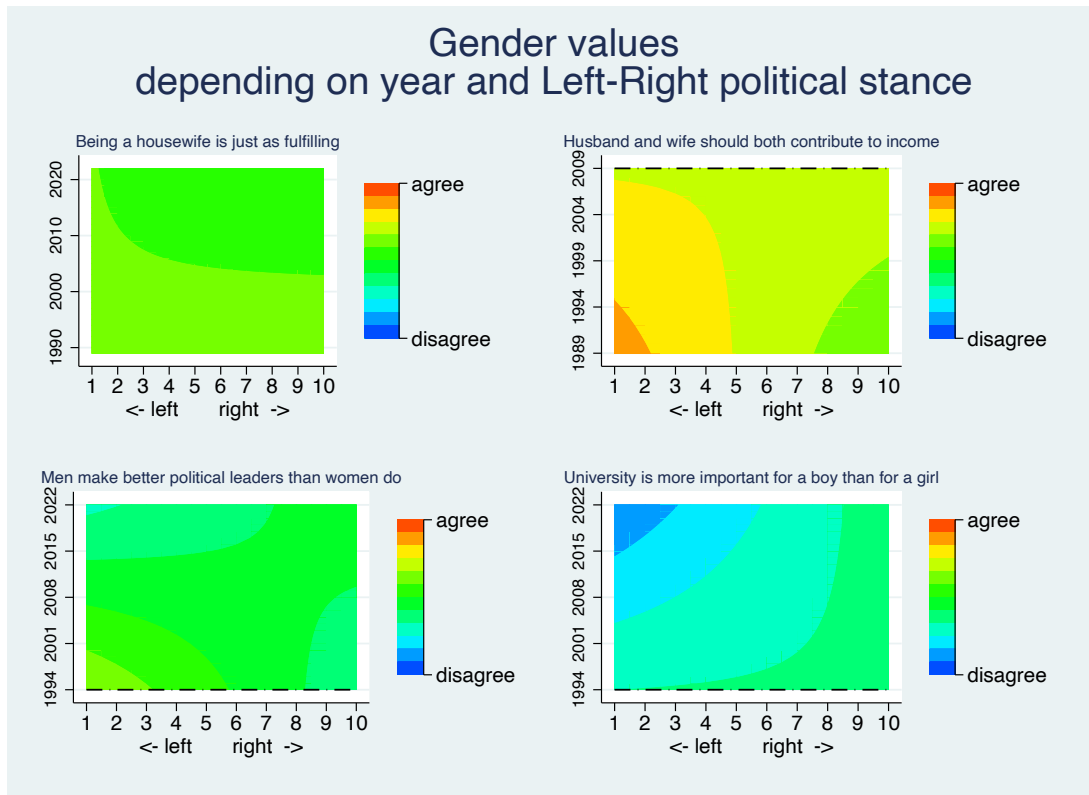 Gender values
depending on year and Left-Right political stance
Being a housewife is just as fulfilling
2020
2010
2000
1990
1 2 3 4 5 6 7 8 9 10
<- left right ->
agree
disagree
Husband and wife should both contribute to income
2009
2004
1999
1994
1989
1 2 3 4 5 6 7 8 9 10
<- left right ->
agree
disagree
Men make better political leaders than women do
2022
2015
2008
2001
1994
1 2 3 4 5 6 7 8 9 10
<- left right ->
agree
disagree
University is more important for a boy than for a girl
2022
2015
2008
2001
1994
1 2 3 4 5 6 7 8 9 10
<- left right ->
agree
disagree